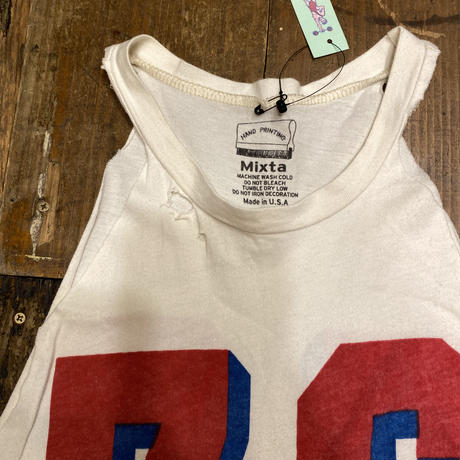 HAND PRINTING
Mixta
MACHINE WASH COLD
DO NOT BLEACH
TUMBLE DRY LOW
DO NOT IRON DECORATION
Made in U.S.A